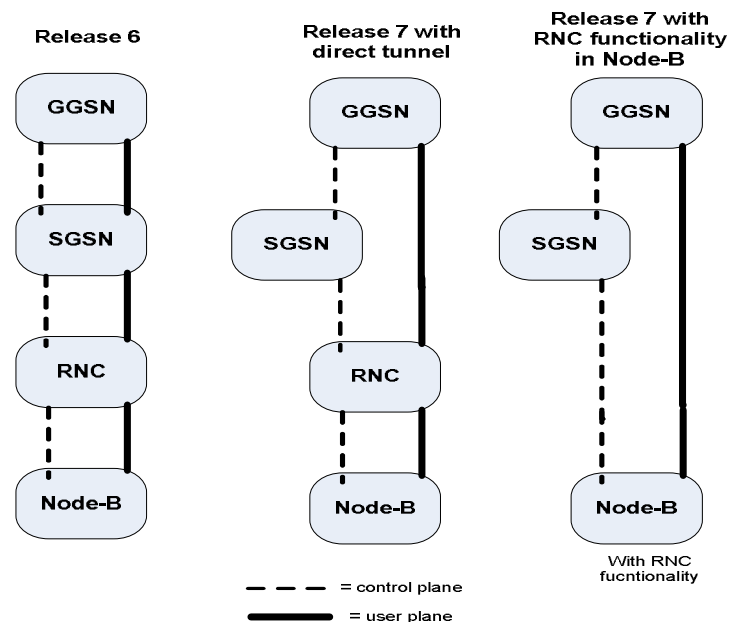 Release 6
GGSN
SGSN
RNC
Node-B
Release 7 with
direct tunnel
GGSN
SGSN
RNC
Node-B
Release 7 with
RNC functionality
in Node-B
GGSN
SGSN
Node-B
With RNC
fucntionality
= control plane
= user plane